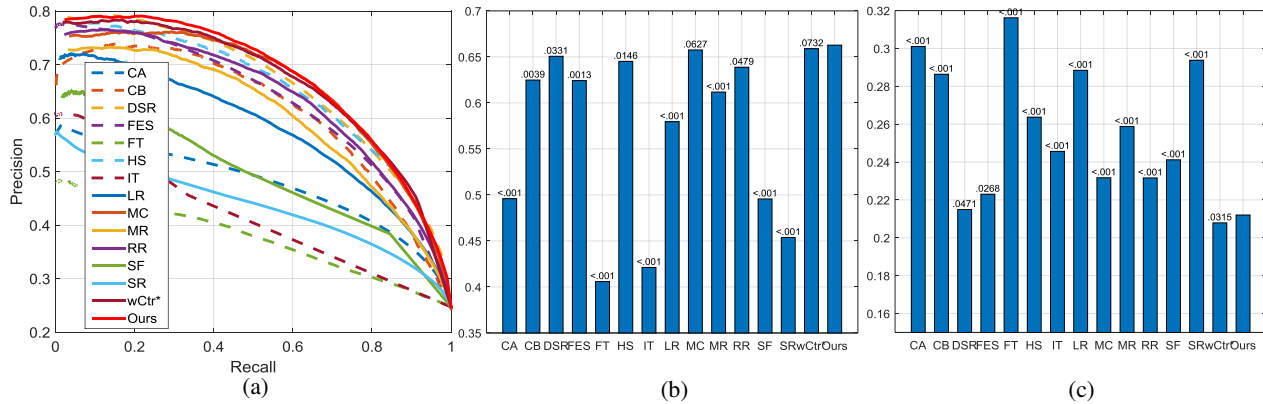 Precision
0.8
0.7
0.6
0.5
0.4
0.3
0.2
0 0.2 0.4 0.6 0.8 1
Recall
CA
CB
DSR
FES
FT
HS
IT
LR
MC
MR
RR
SF
SR
wCtr*
Ours
(a)
0.7
0.65
0.6
0.55
0.5
0.45
0.4
0.35
<.001 .0039 .0331 .0013 <.001 .0146 <.001 <.001 .0627 <.001 .0479 <.001 <.001 .0732
CA CB DSR FES FT HS IT LR MC MR RR SF SR wCtr* Ours
(b)
0.32
0.3
0.28
0.26
0.24
0.22
0.2
0.18
0.16
<.001 <.001 .0471 .0268 <.001 <.001 <.001 <.001 <.001 <.001 <.001 <.001 <.001 .0315
CA CB DSR FES FT HS IT LR MC MR RR SF SR wCtr* Ours
(c)